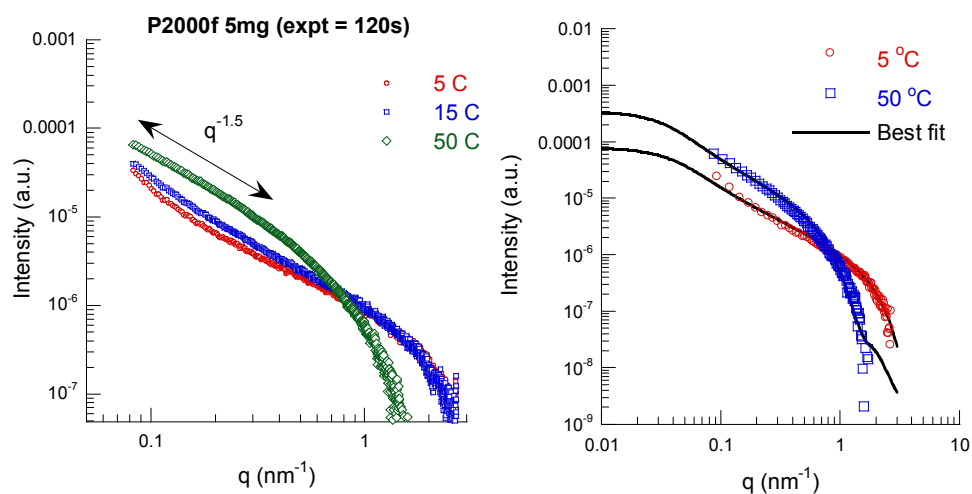 P2000f 5mg (expt = 120s)
0.001
0.0001
10⁻⁵
10⁻⁶
10⁻⁷
Intensity (a.u.)
q⁻¹·⁵
5 C
15 C
50 C
0.1
1
q (nm⁻¹)
0.01
0.001
0.0001
10⁻⁵
10⁻⁶
10⁻⁷
10⁻⁸
10⁻⁹
Intensity (a.u.)
5 °C
50 °C
Best fit
0.01
0.1
1
10
q (nm⁻¹)